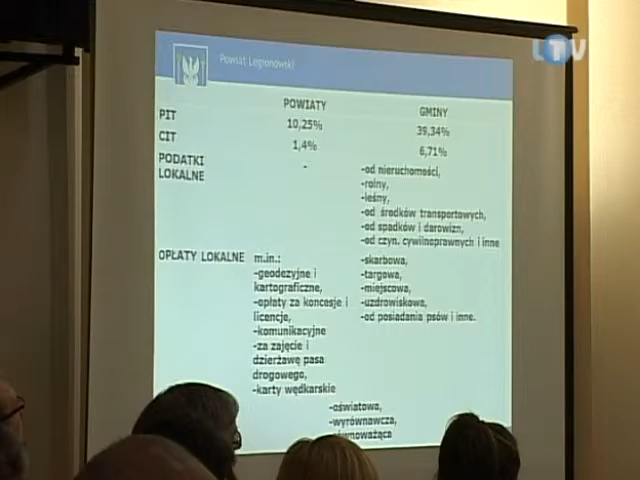 LTV
Powiat Legionowski
POWIATY GMINY
PIT 10,25% 39,34%
CIT 1,4% 6,71%
PODATKI LOKALNE - -od nieruchomości,
-rolny,
-leśny,
-od środków transportowych,
-od spadków i darowizn,
-od czyn. cywilnoprawnych i inne
OPŁATY LOKALNE m.in.:
-geodezyjne i
kartograficzne,
-opłaty za koncesje i
licencje,
-komunikacyjne
-za zajęcie i
dzierżawę pasa
drogowego,
-karty wędkarskie
-skarbowa,
-targowa,
-miejscowa,
-uzdrowiskowa,
-od posiadania psów i inne.
-oświatowa,
-wyrównawcza,
-równoważąca